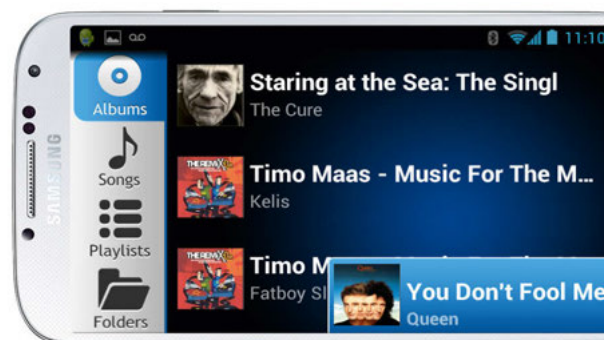 11:10
SAMSUNG
Albums
Songs
Playlists
Folders
Staring at the Sea: The Singl
The Cure
Timo Maas - Music For The M...
Kelis
Timo M
Fatboy Sl
You Don't Fool Me
Queen